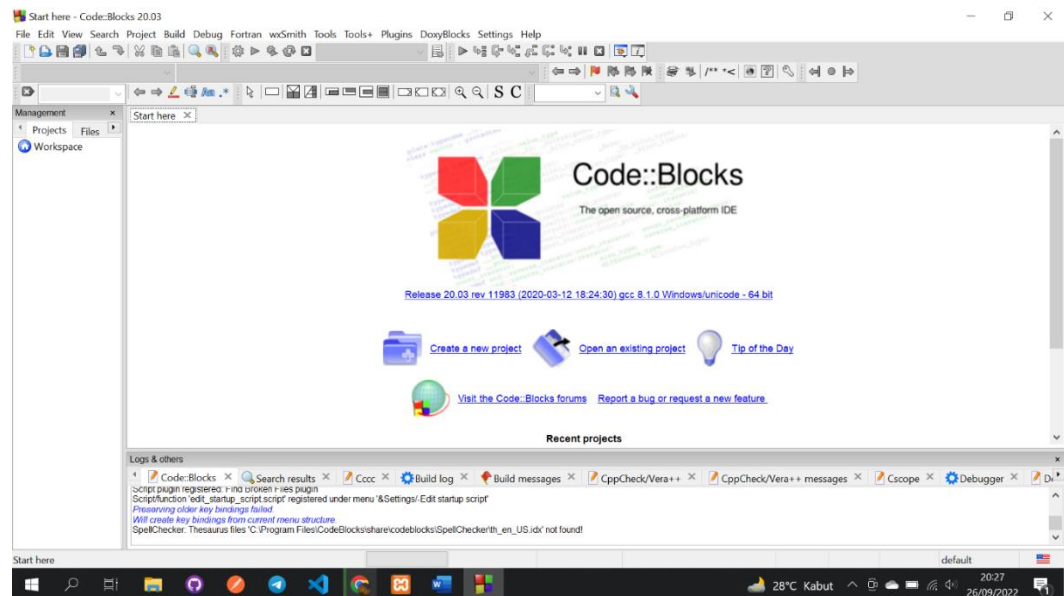 Start here - Code::Blocks 20.03
File Edit View Search Project Build Debug Fortran wxSmith Tools Tools+ Plugins DoxyBlocks Settings Help
/** *<
S C
Management
Start here
Projects Files
Workspace
Code::Blocks
The open source, cross-platform IDE
Release 20.03 rev 11983 (2020-03-12 18:24:30) gcc 8.1.0 Windows/unicode - 64 bit
Create a new project Open an existing project Tip of the Day
Visit the Code::Blocks forums Report a bug or request a new feature
Recent projects
Logs & others
Code::Blocks Search results Cccc Build log Build messages CppCheck/Vera++ CppCheck/Vera++ messages Cscope Debugger
Script plugin registered: Find Broken Files plugin
Script/function 'edit_startup_script.script' registered under menu '&Settings/-Edit startup script'
Preserving older key bindings failed.
Will create key bindings from current menu structure.
SpellChecker: Thesaurus files 'C:\Program Files\CodeBlocks\share\codeblocks\SpellChecker\th_en_US.idx' not found!
Start here default
28°C Kabut 20:27
26/09/2022